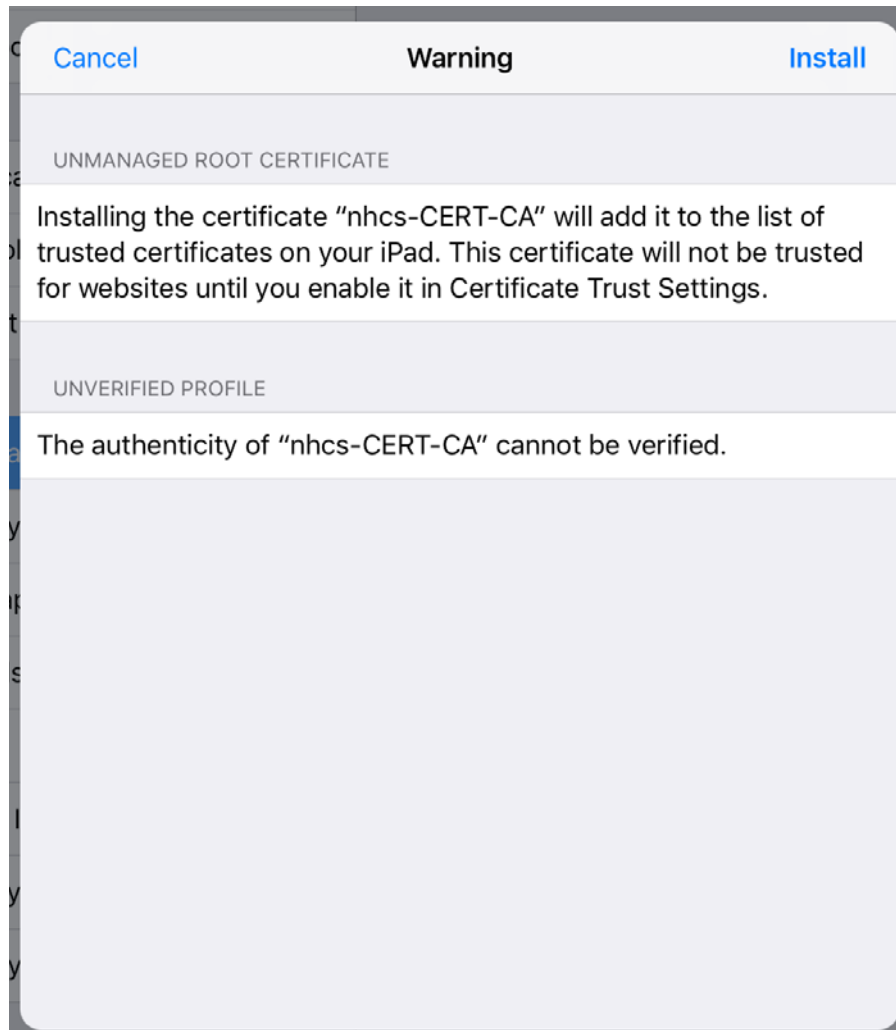 Cancel
Warning
Install
UNMANAGED ROOT CERTIFICATE
Installing the certificate “nhcs-CERT-CA” will add it to the list of
trusted certificates on your iPad. This certificate will not be trusted
for websites until you enable it in Certificate Trust Settings.
UNVERIFIED PROFILE
The authenticity of “nhcs-CERT-CA” cannot be verified.